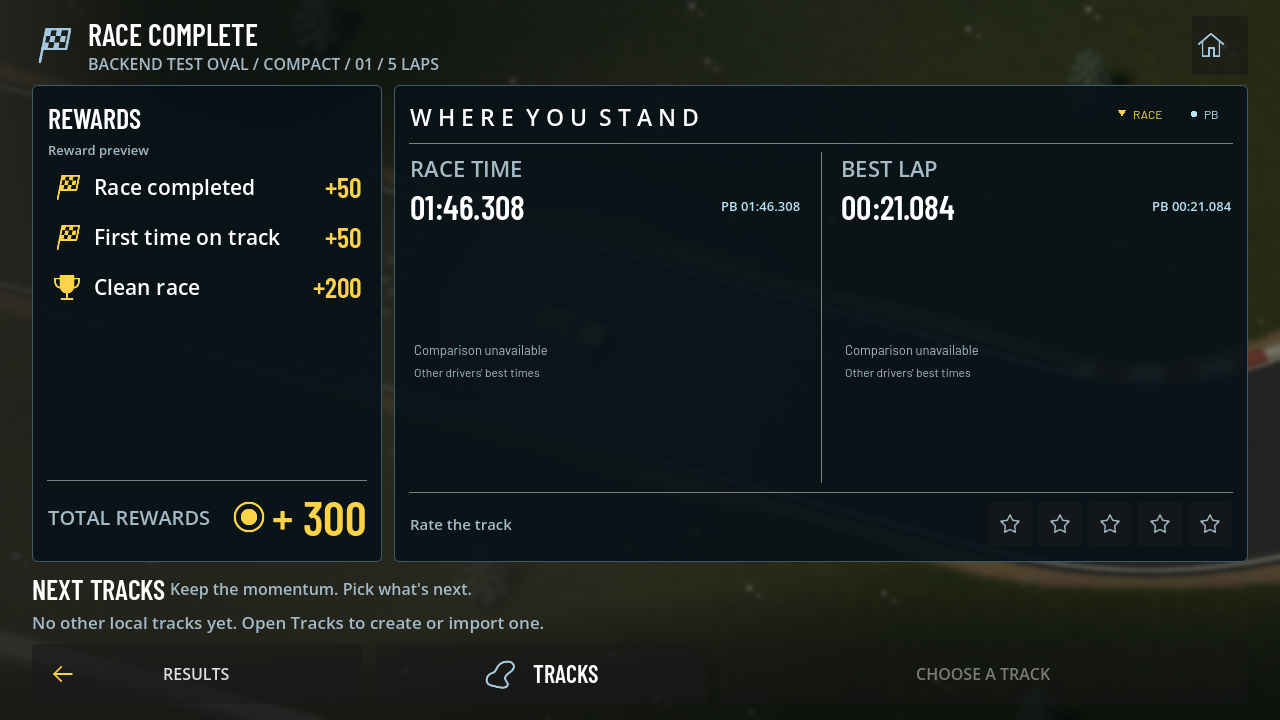 RACE COMPLETE
BACKEND TEST OVAL / COMPACT / 01 / 5 LAPS
REWARDS
Reward preview
Race completed +50
First time on track +50
Clean race +200
TOTAL REWARDS + 300
WHERE YOU STAND
RACE PB
RACE TIME
01:46.308 PB 01:46.308
Comparison unavailable
Other drivers' best times
BEST LAP
00:21.084 PB 00:21.084
Comparison unavailable
Other drivers' best times
Rate the track
NEXT TRACKS Keep the momentum. Pick what's next.
No other local tracks yet. Open Tracks to create or import one.
RESULTS
TRACKS
CHOOSE A TRACK